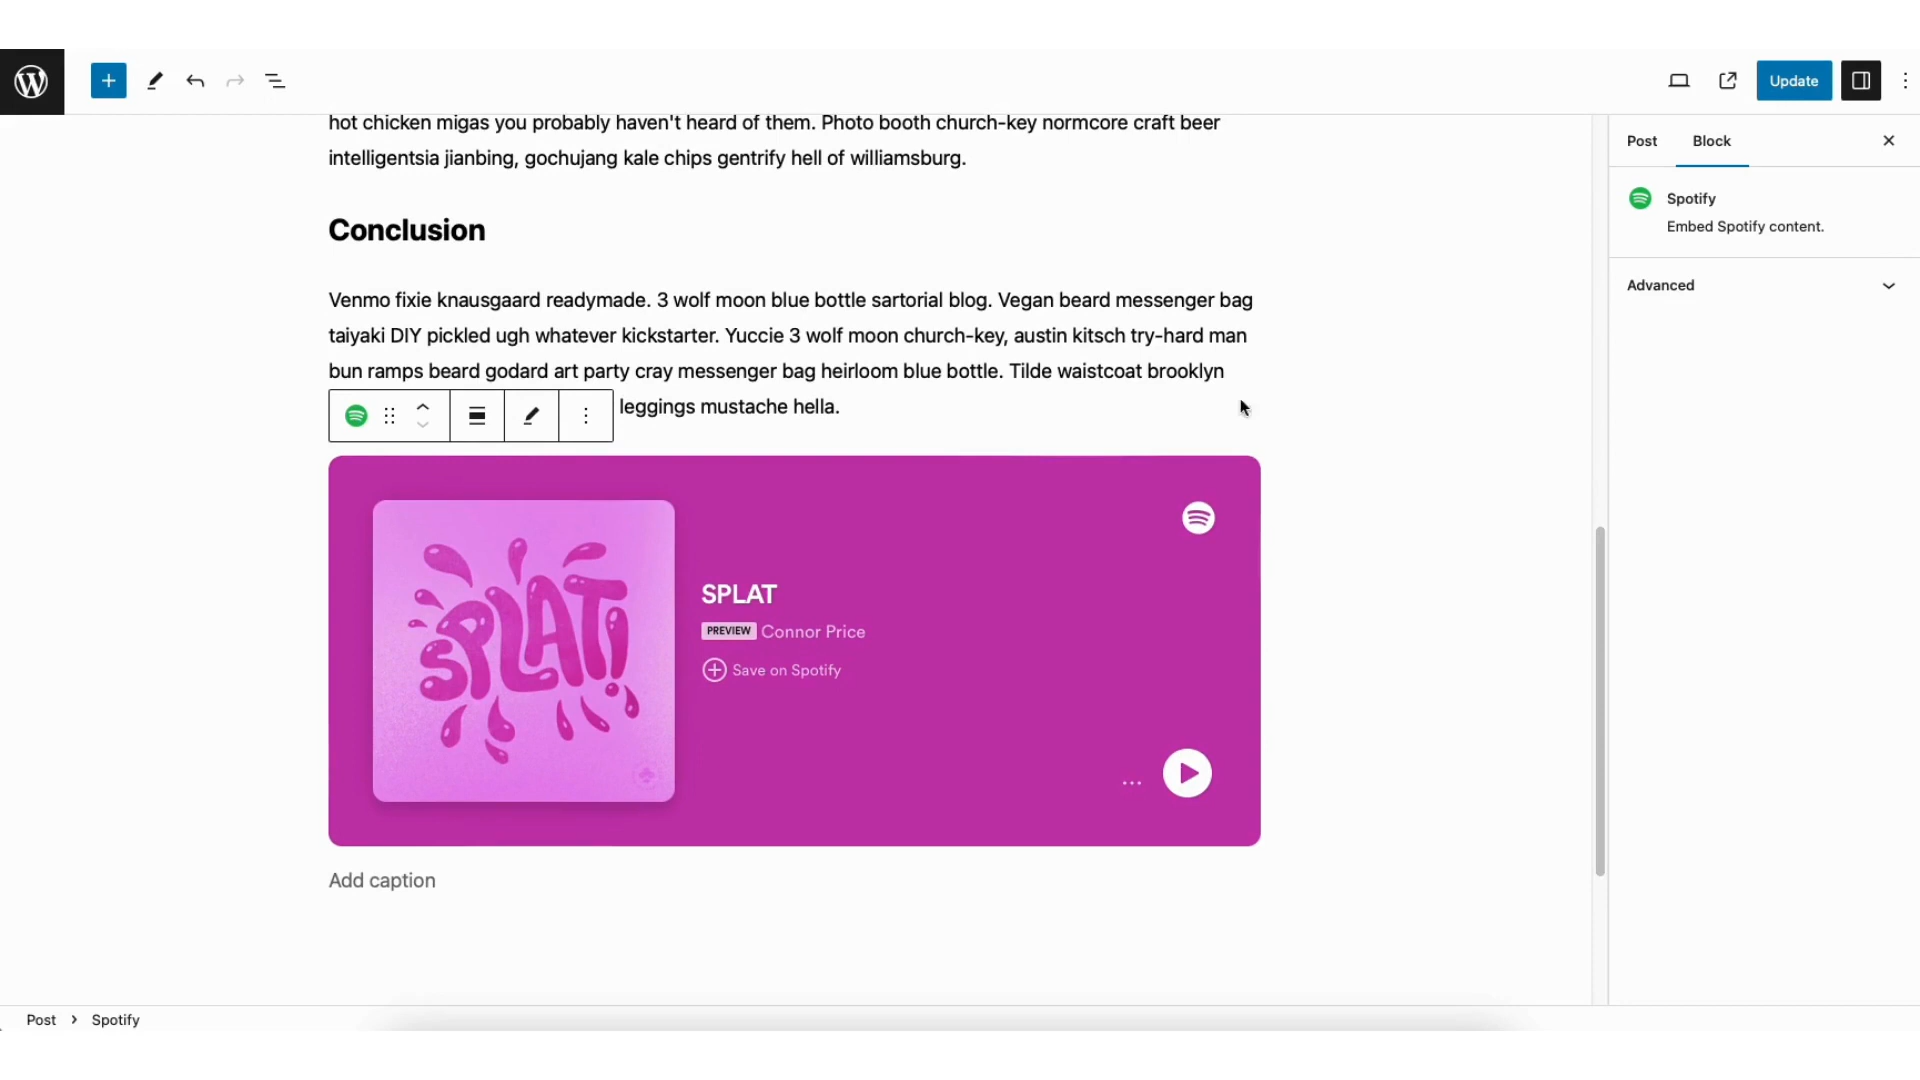 Update
hot chicken migas you probably haven't heard of them. Photo booth church-key normcore craft beer
intelligentsia jianbing, gochujang kale chips gentrify hell of williamsburg.
Conclusion
Venmo fixie knausgaard readymade. 3 wolf moon blue bottle sartorial blog. Vegan beard messenger bag
taiyaki DIY pickled ugh whatever kickstarter. Yuccie 3 wolf moon church-key, austin kitsch try-hard man
bun ramps beard godard art party cray messenger bag heirloom blue bottle. Tilde waistcoat brooklyn
leggings mustache hella.
SPLAT!
SPLAT
PREVIEW Connor Price
Save on Spotify
Add caption
Post Block
Spotify
Embed Spotify content.
Advanced
Post > Spotify